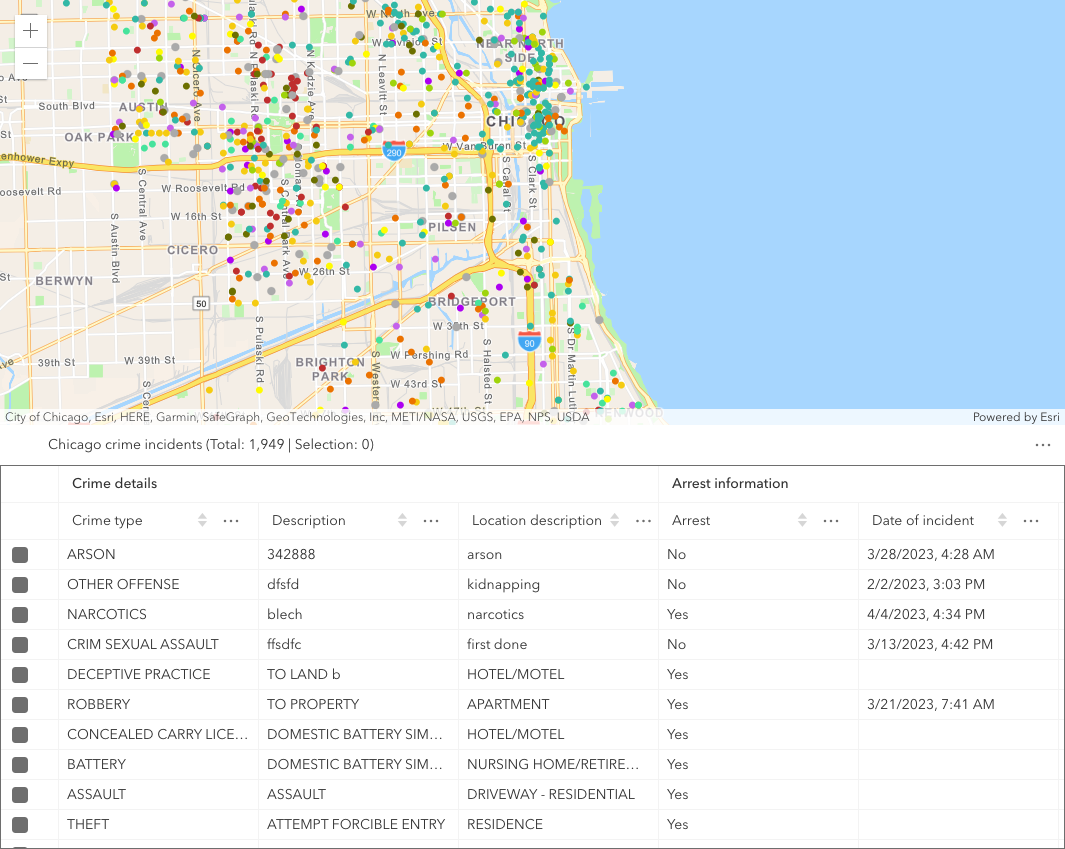 W North Ave
W Division St
NEAR NORTH
SIDE
N Cicero Ave
N Pulaski Rd
N Kedzie Ave
N Leavitt St
South Blvd
AUSTIN
OAK PARK
CHICAGO
enhower Expy
290
W Van Buren St
oosevelt Rd
W Roosevelt Rd
S Central Ave
S Central Park Ave
S Canal St
S Clark St
W 16th St
S Austin Blvd
PILSEN
CICERO
W 26th St
BERWYN
50
BRIDGEPORT
90
S Pulaski Rd
39th St
W 39th St
BRIGHTON
PARK
W Pershing Rd
W 43rd St
S Halsted St
City of Chicago, Esri, HERE, Garmin, SafeGraph, GeoTechnologies, Inc, METI/NASA, USGS, EPA, NPS, USDA
Powered by Esri
Chicago crime incidents (Total: 1,949 | Selection: 0)
Crime details Arrest information
Crime type Description Location description Arrest Date of incident
ARSON 342888 arson No 3/28/2023, 4:28 AM
OTHER OFFENSE dfsfd kidnapping No 2/2/2023, 3:03 PM
NARCOTICS blech narcotics Yes 4/4/2023, 4:34 PM
CRIM SEXUAL ASSAULT ffsdfc first done No 3/13/2023, 4:42 PM
DECEPTIVE PRACTICE TO LAND b HOTEL/MOTEL Yes
ROBBERY TO PROPERTY APARTMENT Yes 3/21/2023, 7:41 AM
CONCEALED CARRY LICE… DOMESTIC BATTERY SIM… HOTEL/MOTEL Yes
BATTERY DOMESTIC BATTERY SIM… NURSING HOME/RETIRE… Yes
ASSAULT ASSAULT DRIVEWAY - RESIDENTIAL Yes
THEFT ATTEMPT FORCIBLE ENTRY RESIDENCE Yes